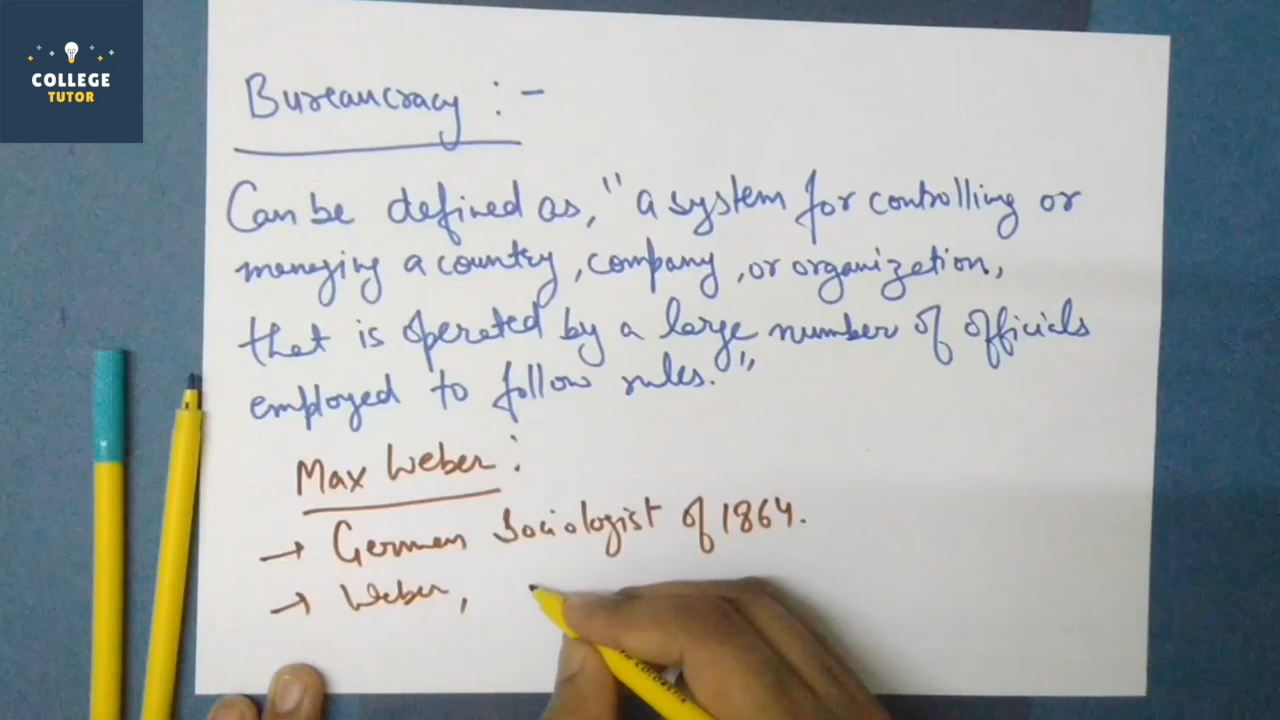 COLLEGE
TUTOR
Bureaucracy :-
Can be defined as, "a system for controlling or
managing a country, company, or organization,
that is operated by a large number of officials
employed to follow rules."
Max Weber :
→ German Sociologist of 1864.
→ Weber,